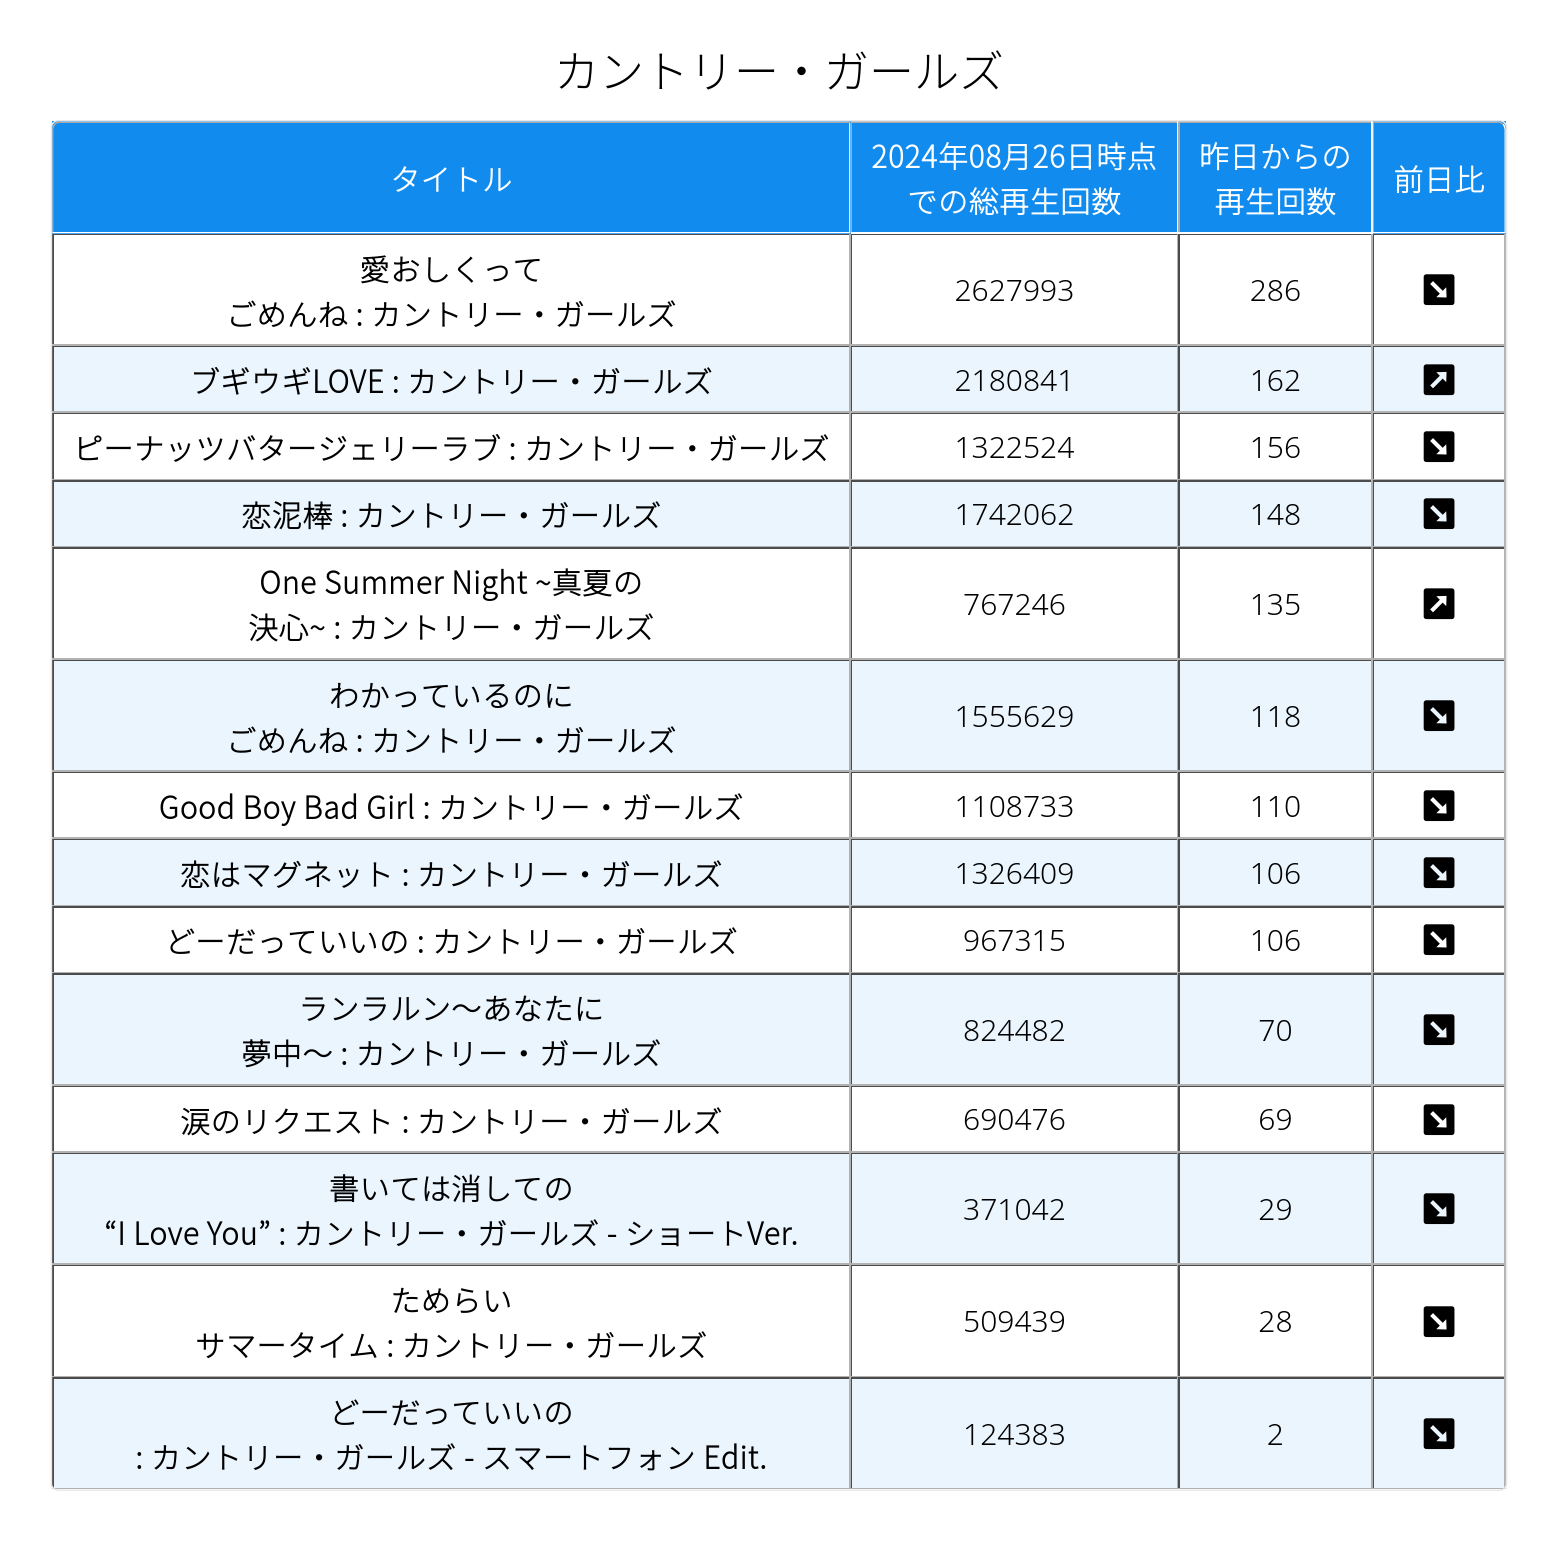 カントリー・ガールズ
タイトル
2024年08月26日時点
での総再生回数
昨日からの
再生回数
前日比
愛おしくって
ごめんね : カントリー・ガールズ
2627993
286
ブギウギLOVE : カントリー・ガールズ
2180841
162
ピーナッツバタージェリーラブ : カントリー・ガールズ
1322524
156
恋泥棒 : カントリー・ガールズ
1742062
148
One Summer Night ~真夏の
決心~ : カントリー・ガールズ
767246
135
わかっているのに
ごめんね : カントリー・ガールズ
1555629
118
Good Boy Bad Girl : カントリー・ガールズ
1108733
110
恋はマグネット : カントリー・ガールズ
1326409
106
どーだっていいの : カントリー・ガールズ
967315
106
ランラルン〜あなたに
夢中〜 : カントリー・ガールズ
824482
70
涙のリクエスト : カントリー・ガールズ
690476
69
書いては消しての
“I Love You” : カントリー・ガールズ - ショートVer.
371042
29
ためらい
サマータイム : カントリー・ガールズ
509439
28
どーだっていいの
: カントリー・ガールズ - スマートフォン Edit.
124383
2